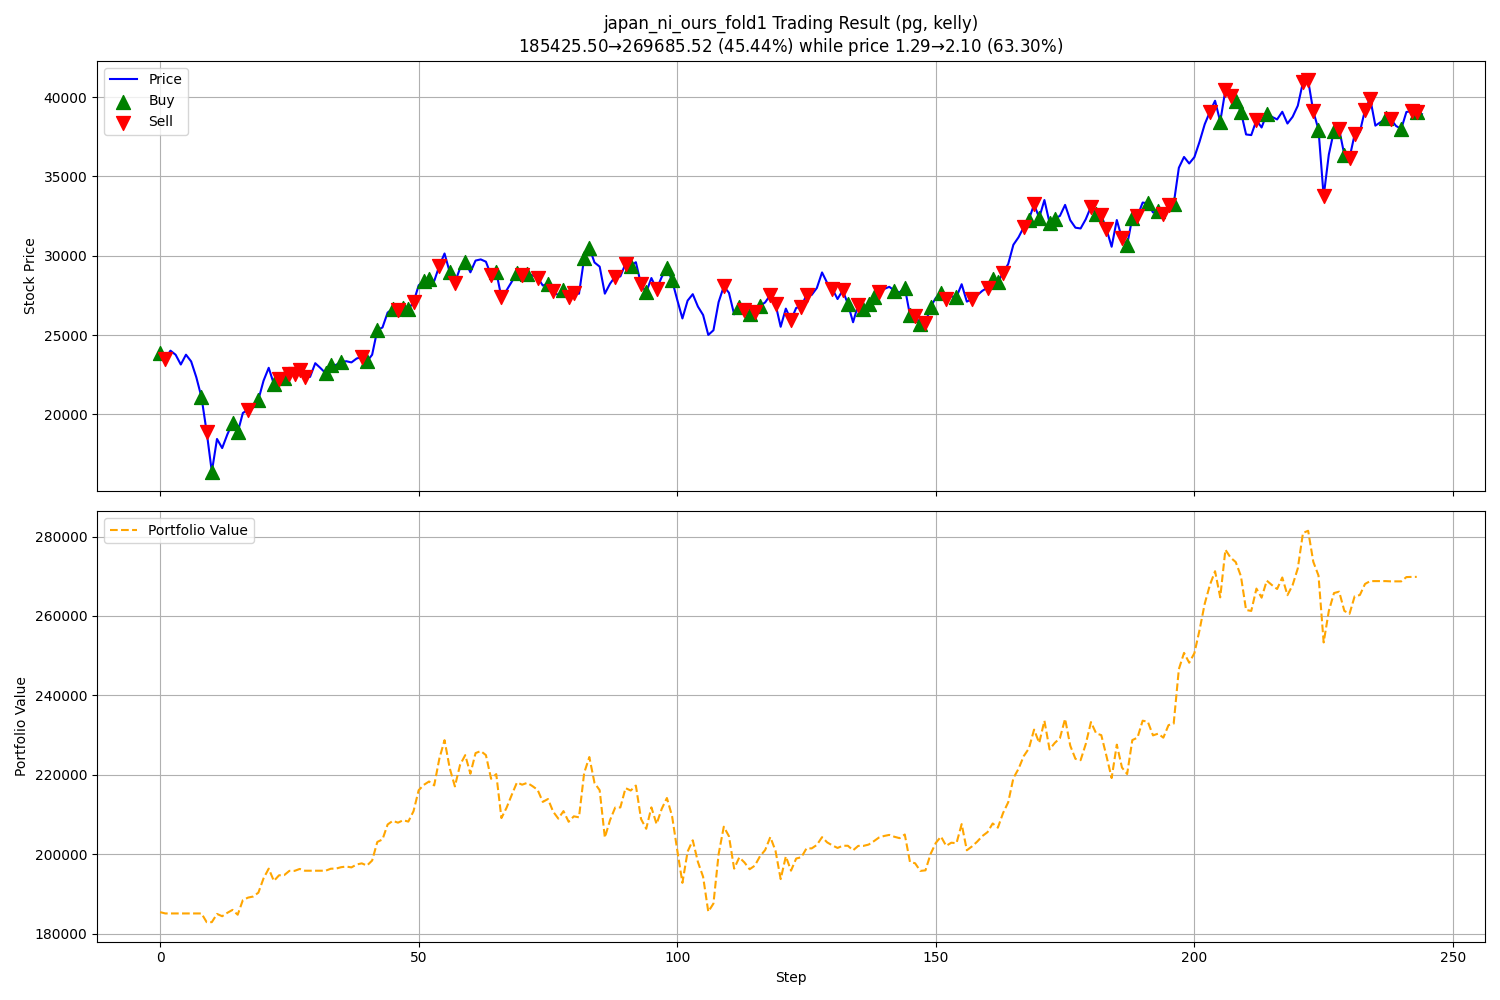 japan_ni_ours_fold1 Trading Result (pg, kelly)
185425.50→269685.52 (45.44%) while price 1.29→2.10 (63.30%)
Price
Buy
Sell
40000
35000
30000
25000
20000
Stock Price
Portfolio Value
280000
260000
240000
220000
200000
180000
Portfolio Value
0
50
100
150
200
250
Step